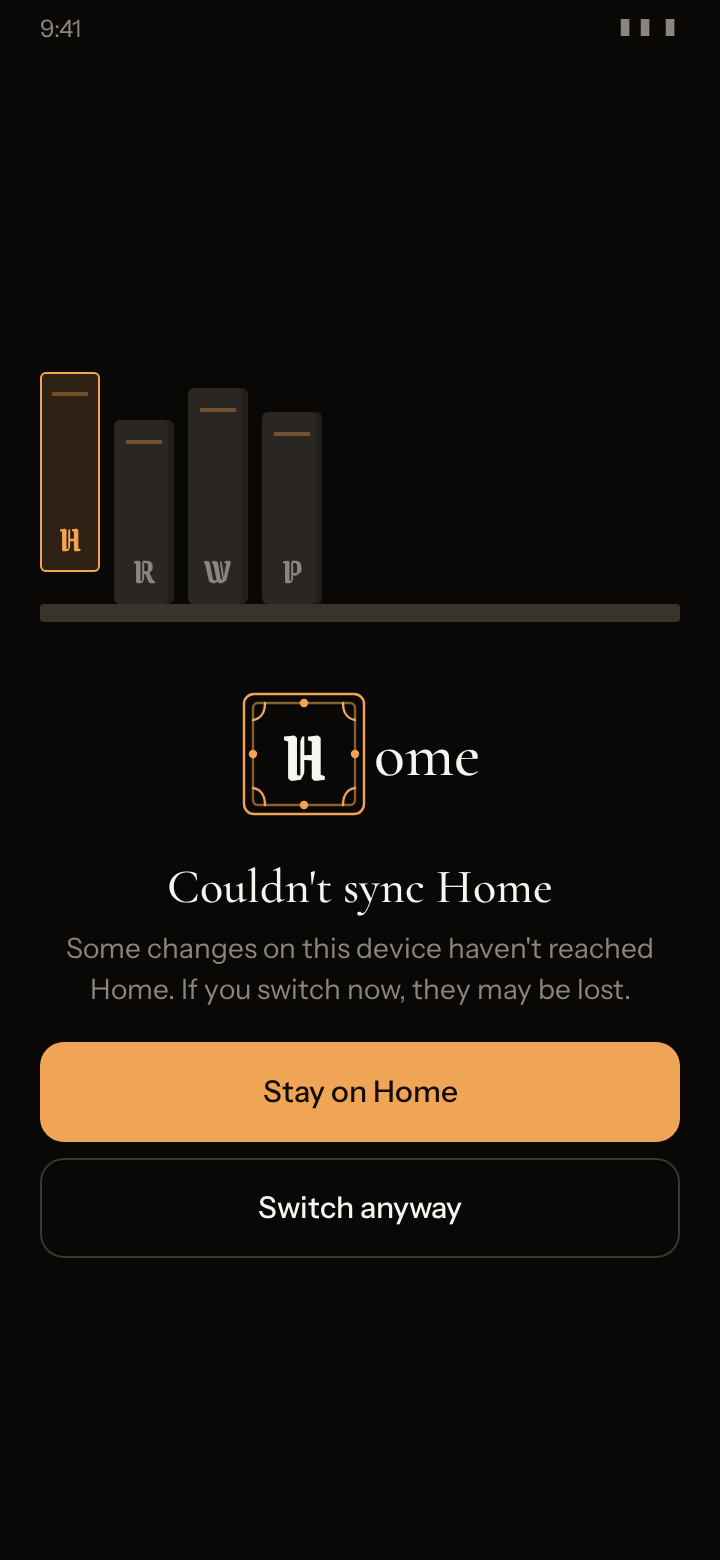 9:41
H
R
W
P
Home
Couldn't sync Home
Some changes on this device haven't reached
Home. If you switch now, they may be lost.
Stay on Home
Switch anyway